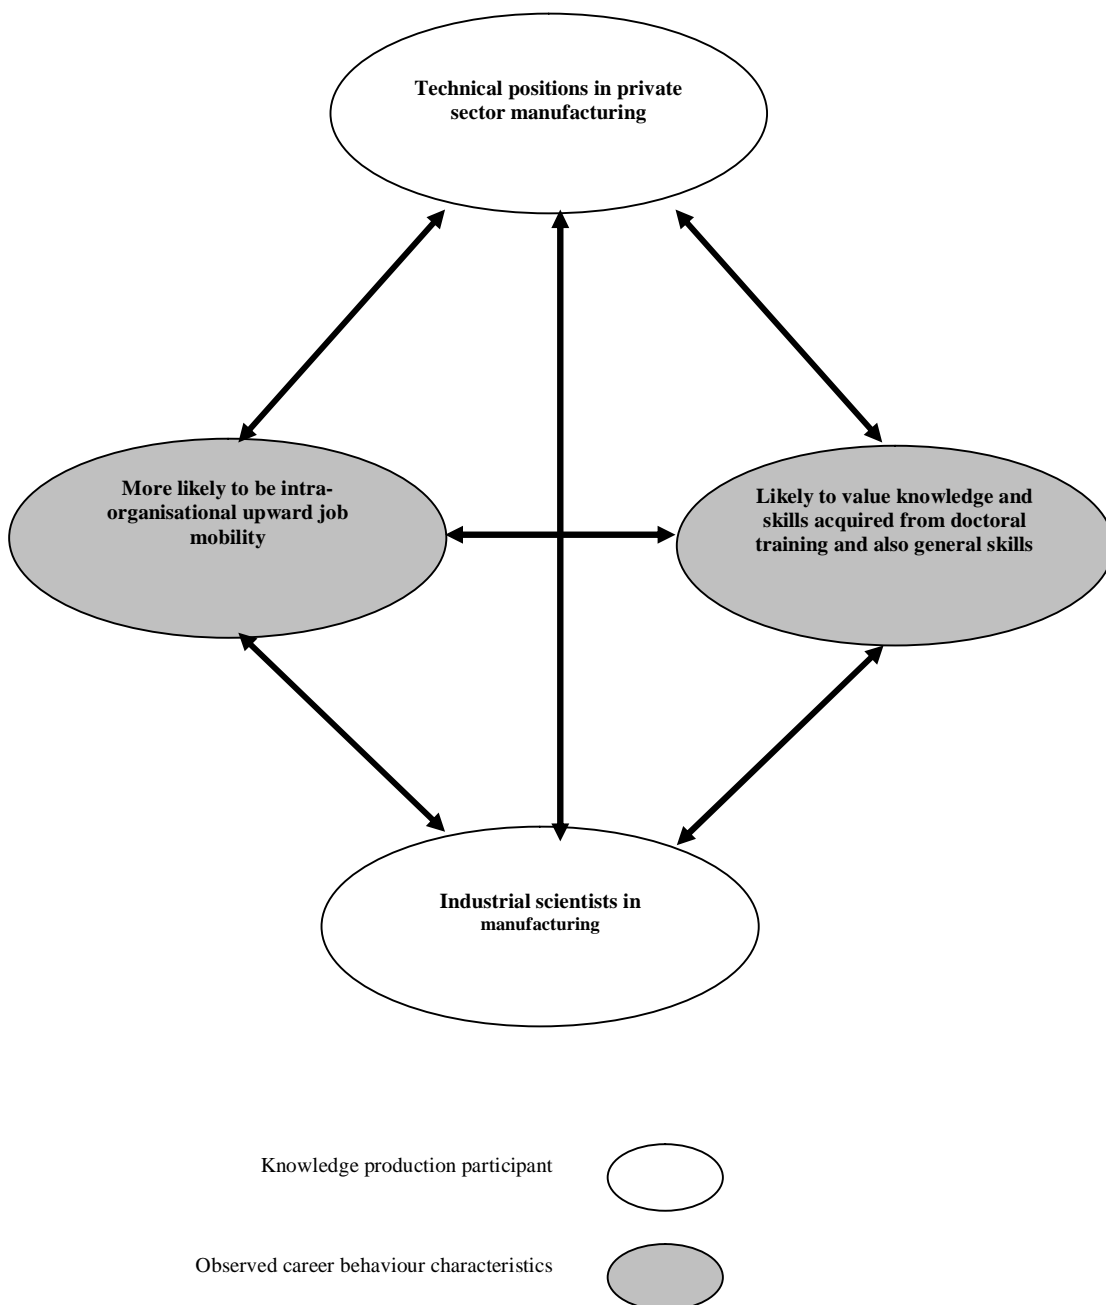 Technical positions in private
sector manufacturing
More likely to be intra-
organisational upward job
mobility
Likely to value knowledge and
skills acquired from doctoral
training and also general skills
Industrial scientists in
manufacturing
Knowledge production participant
Observed career behaviour characteristics